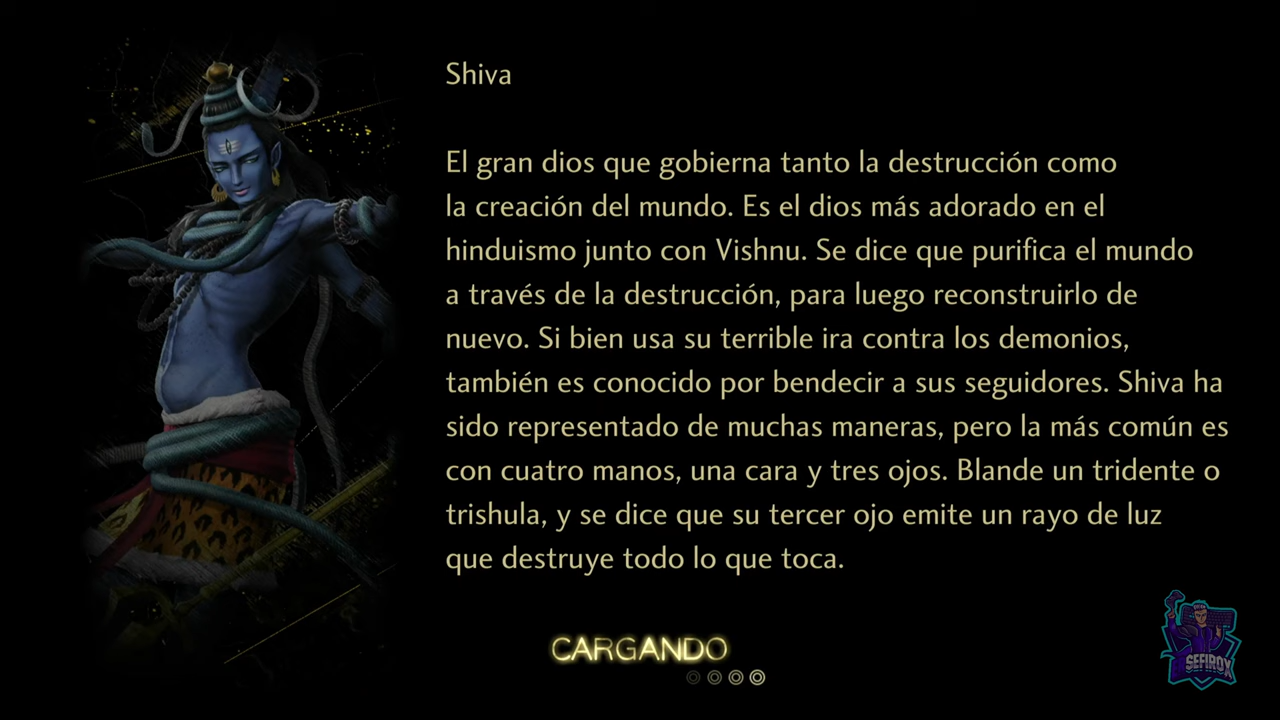 Shiva
El gran dios que gobierna tanto la destrucción como
la creación del mundo. Es el dios más adorado en el
hinduismo junto con Vishnu. Se dice que purifica el mundo
a través de la destrucción, para luego reconstruirlo de
nuevo. Si bien usa su terrible ira contra los demonios,
también es conocido por bendecir a sus seguidores. Shiva ha
sido representado de muchas maneras, pero la más común es
con cuatro manos, una cara y tres ojos. Blande un tridente o
trishula, y se dice que su tercer ojo emite un rayo de luz
que destruye todo lo que toca.
CARGANDO
SEFIROX